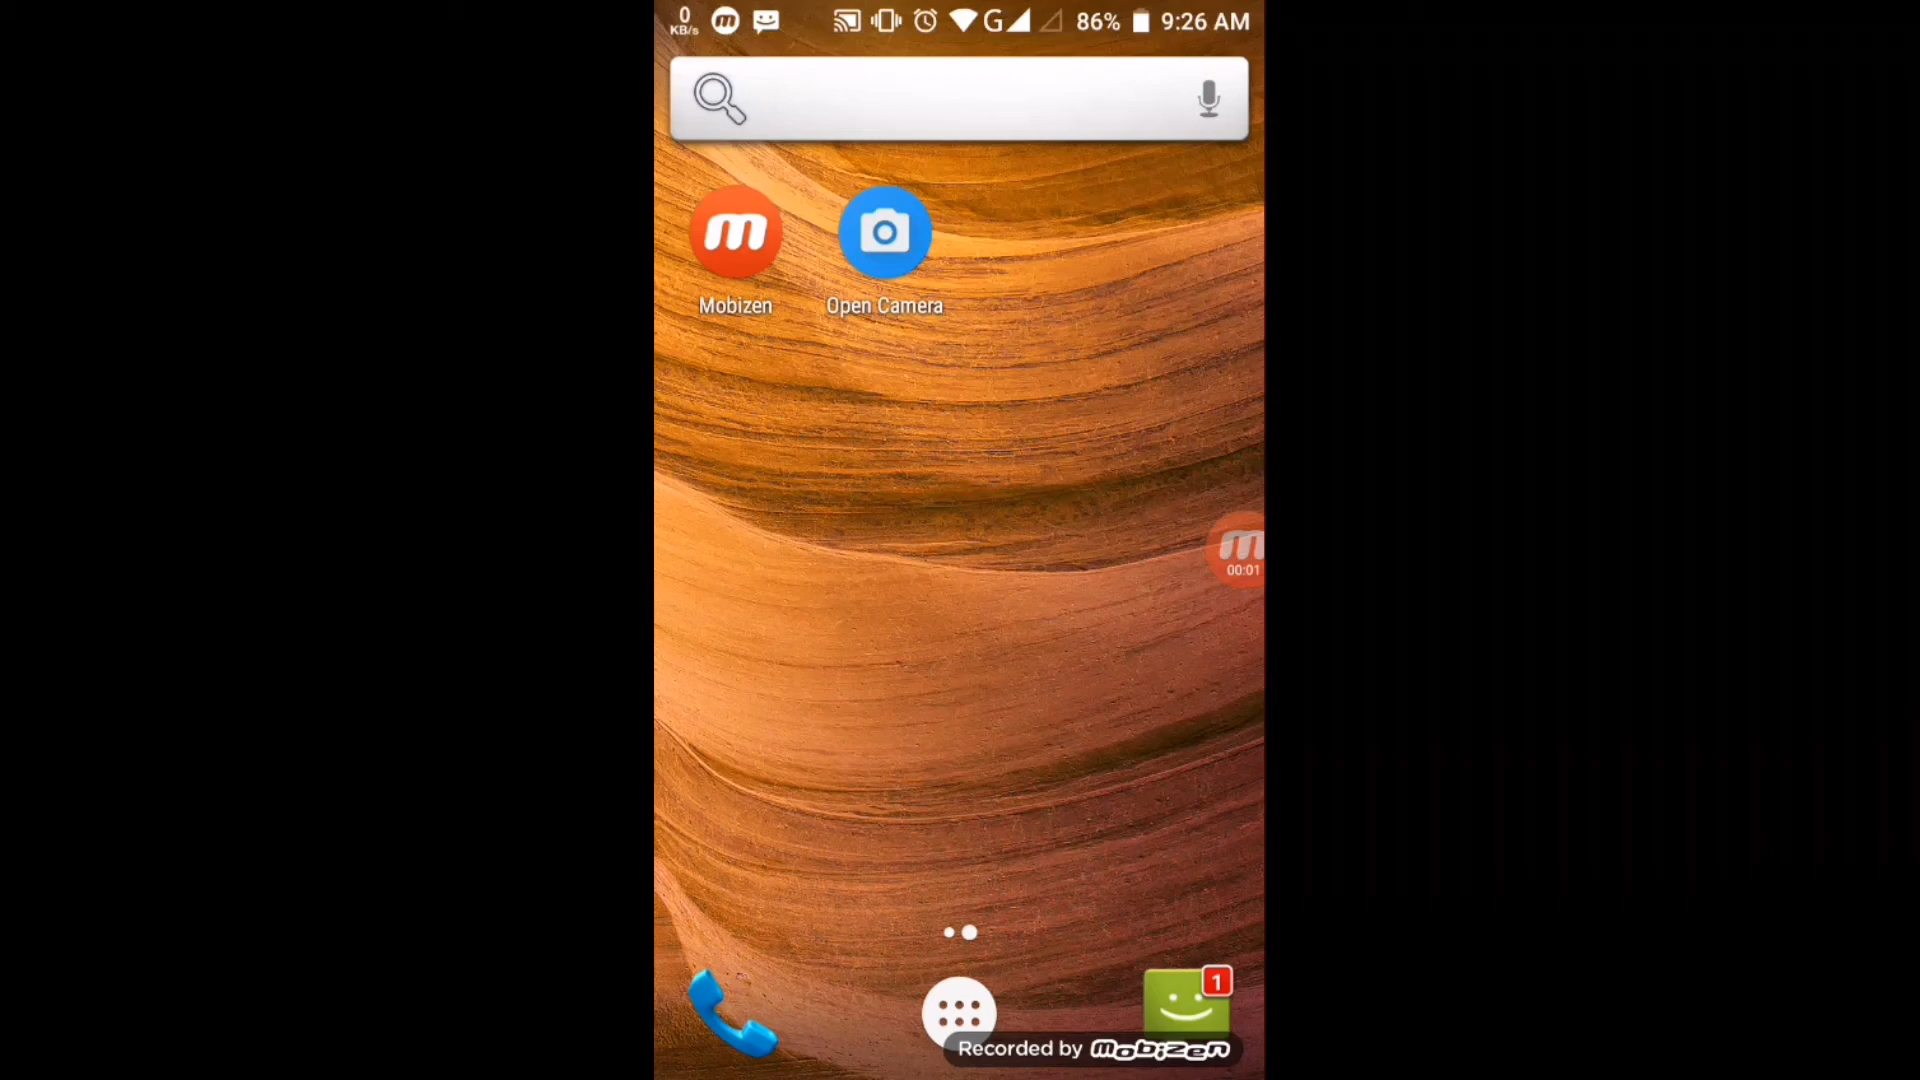 0 KB/s m 86% 9:26 AM
G
m
Mobizen Open Camera
m
00:01
1
Recorded by mobizen